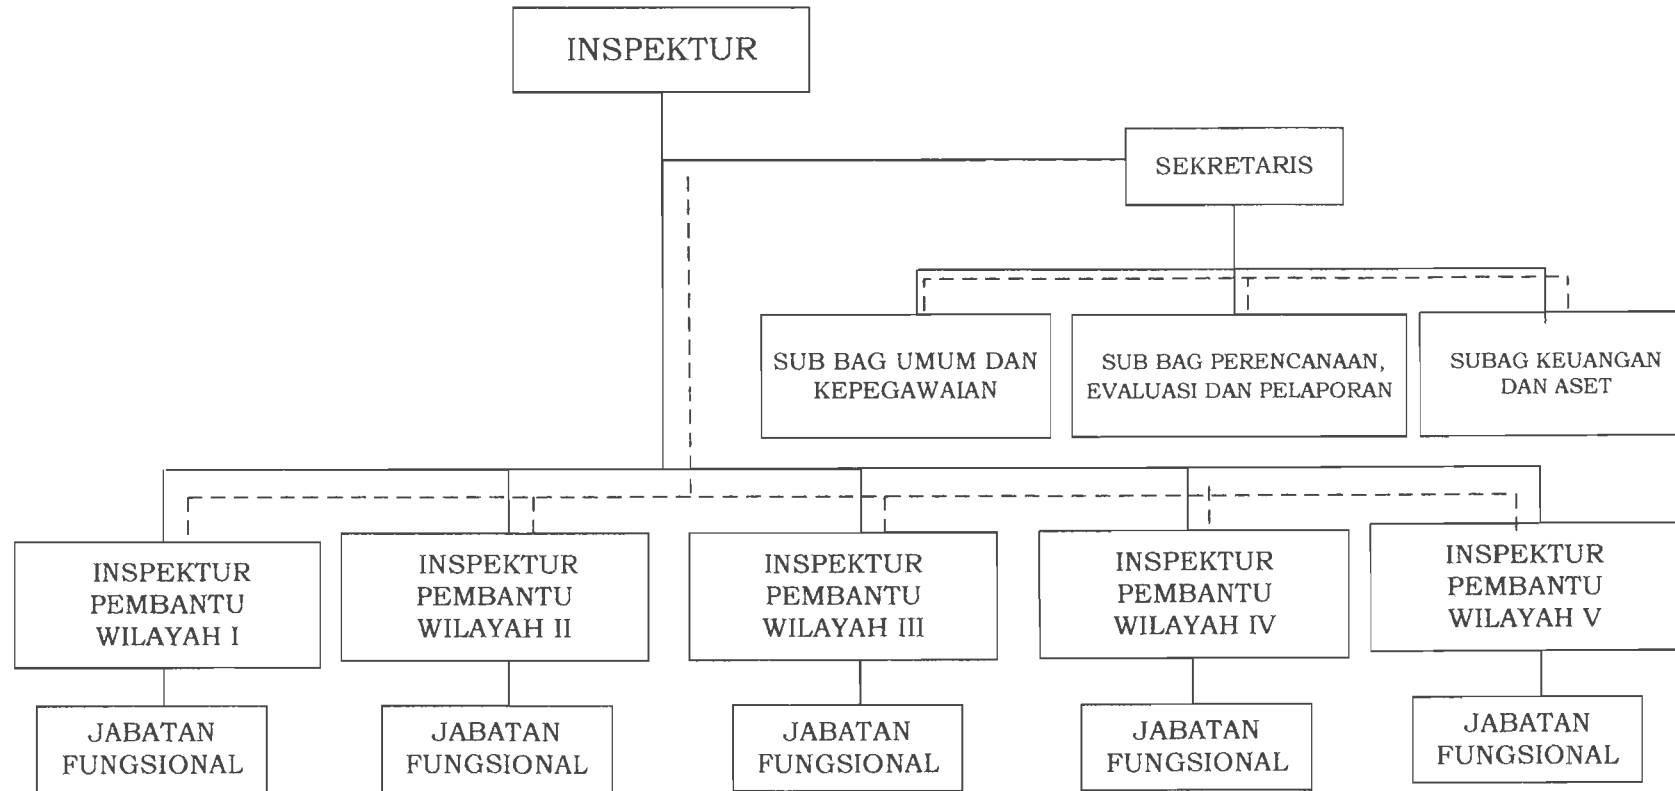 INSPEKTUR
SEKRETARIS
SUB BAG UMUM DAN
KEPEGAWAIAN
SUB BAG PERENCANAAN,
EVALUASI DAN PELAPORAN
SUBAG KEUANGAN
DAN ASET
INSPEKTUR
PEMBANTU
WILAYAH I
INSPEKTUR
PEMBANTU
WILAYAH II
INSPEKTUR
PEMBANTU
WILAYAH III
INSPEKTUR
PEMBANTU
WILAYAH IV
INSPEKTUR
PEMBANTU
WILAYAH V
JABATAN
FUNGSIONAL
JABATAN
FUNGSIONAL
JABATAN
FUNGSIONAL
JABATAN
FUNGSIONAL
JABATAN
FUNGSIONAL